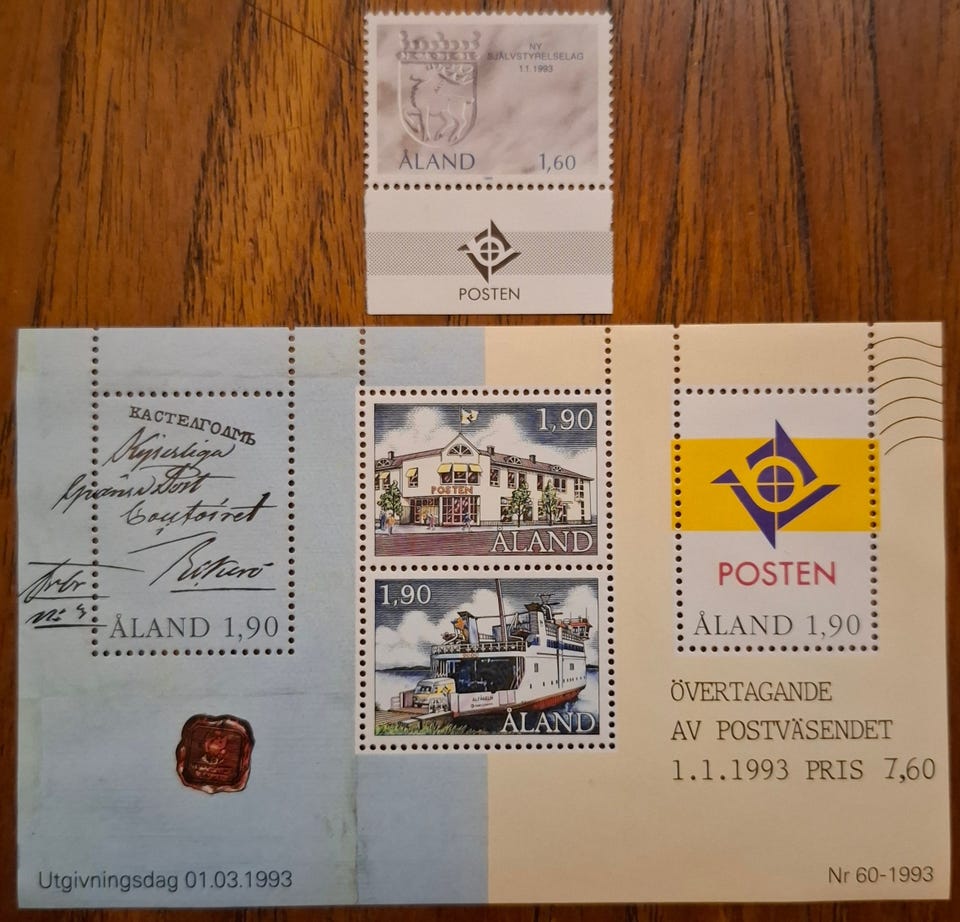 NY
SJÄLVSTYRELSELAG
1.1.1993
ÅLAND 1,60
POSTEN
КАСТЕЛГОЛМЪ
Kejserliga
Gräns Post
Contoiret
ÅLAND 1,90
1,90
POSTEN
ÅLAND
1,90
ÅLAND
POSTEN
ÅLAND 1,90
ÖVERTAGANDE
AV POSTVÄSENDET
1.1.1993 PRIS 7,60
Utgivningsdag 01.03.1993
Nr 60-1993